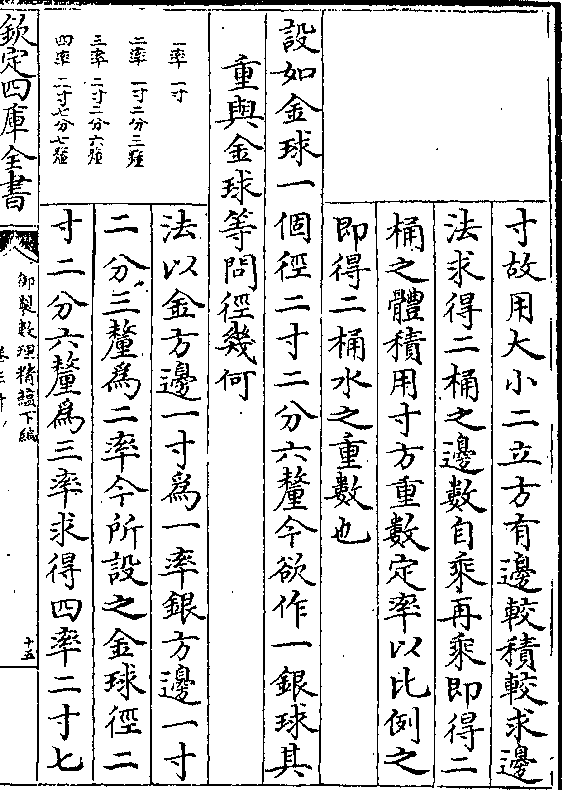 寸故用大小二立方有邊較積較求邊
法求得二桶之邊數自乘再乘即得二
桶之體積用寸方重數定率以比例之
即得二桶水之重數也
設如金球一個徑二寸二分六釐今欲作一銀球其
重與金球等問徑幾何
一率 一寸
二率 一寸二分三釐
三率 二寸二分六釐
四率 二寸七分七釐
法以金方邊一寸爲一率銀方邊一寸
二分三釐爲二率今所設之金球徑二
寸二分六釐爲三率求得四率二寸七
欽定四庫全書
御製數理精蘊下編
卷三十
十五